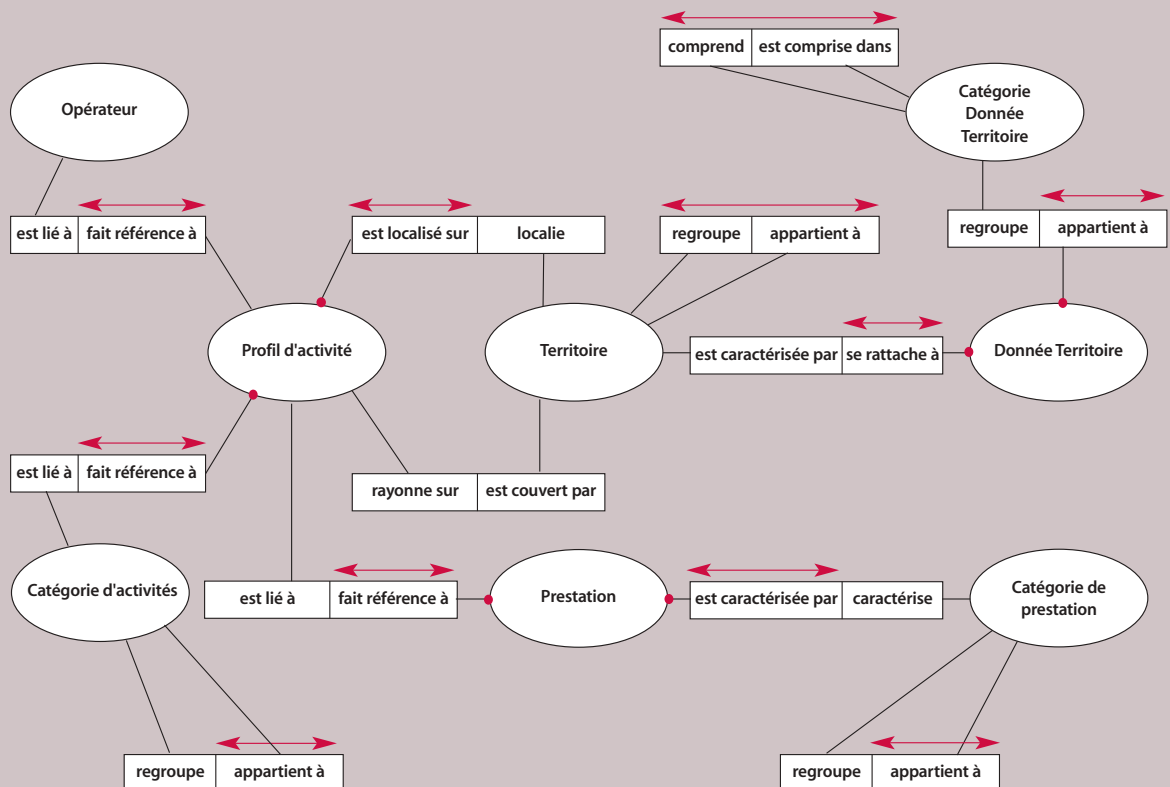 comprend est comprise dans
Opérateur
Catégorie
Donnée
Territoire
est lié à fait référence à
est localisé sur localie
regroupe appartient à
regroupe appartient à
Profil d'activité
Territoire
est caractérisée par se rattache à
Donnée Territoire
est lié à fait référence à
rayonne sur est couvert par
Catégorie d'activités
est lié à fait référence à
Prestation
est caractérisée par caractérise
Catégorie de
prestation
regroupe appartient à
regroupe appartient à